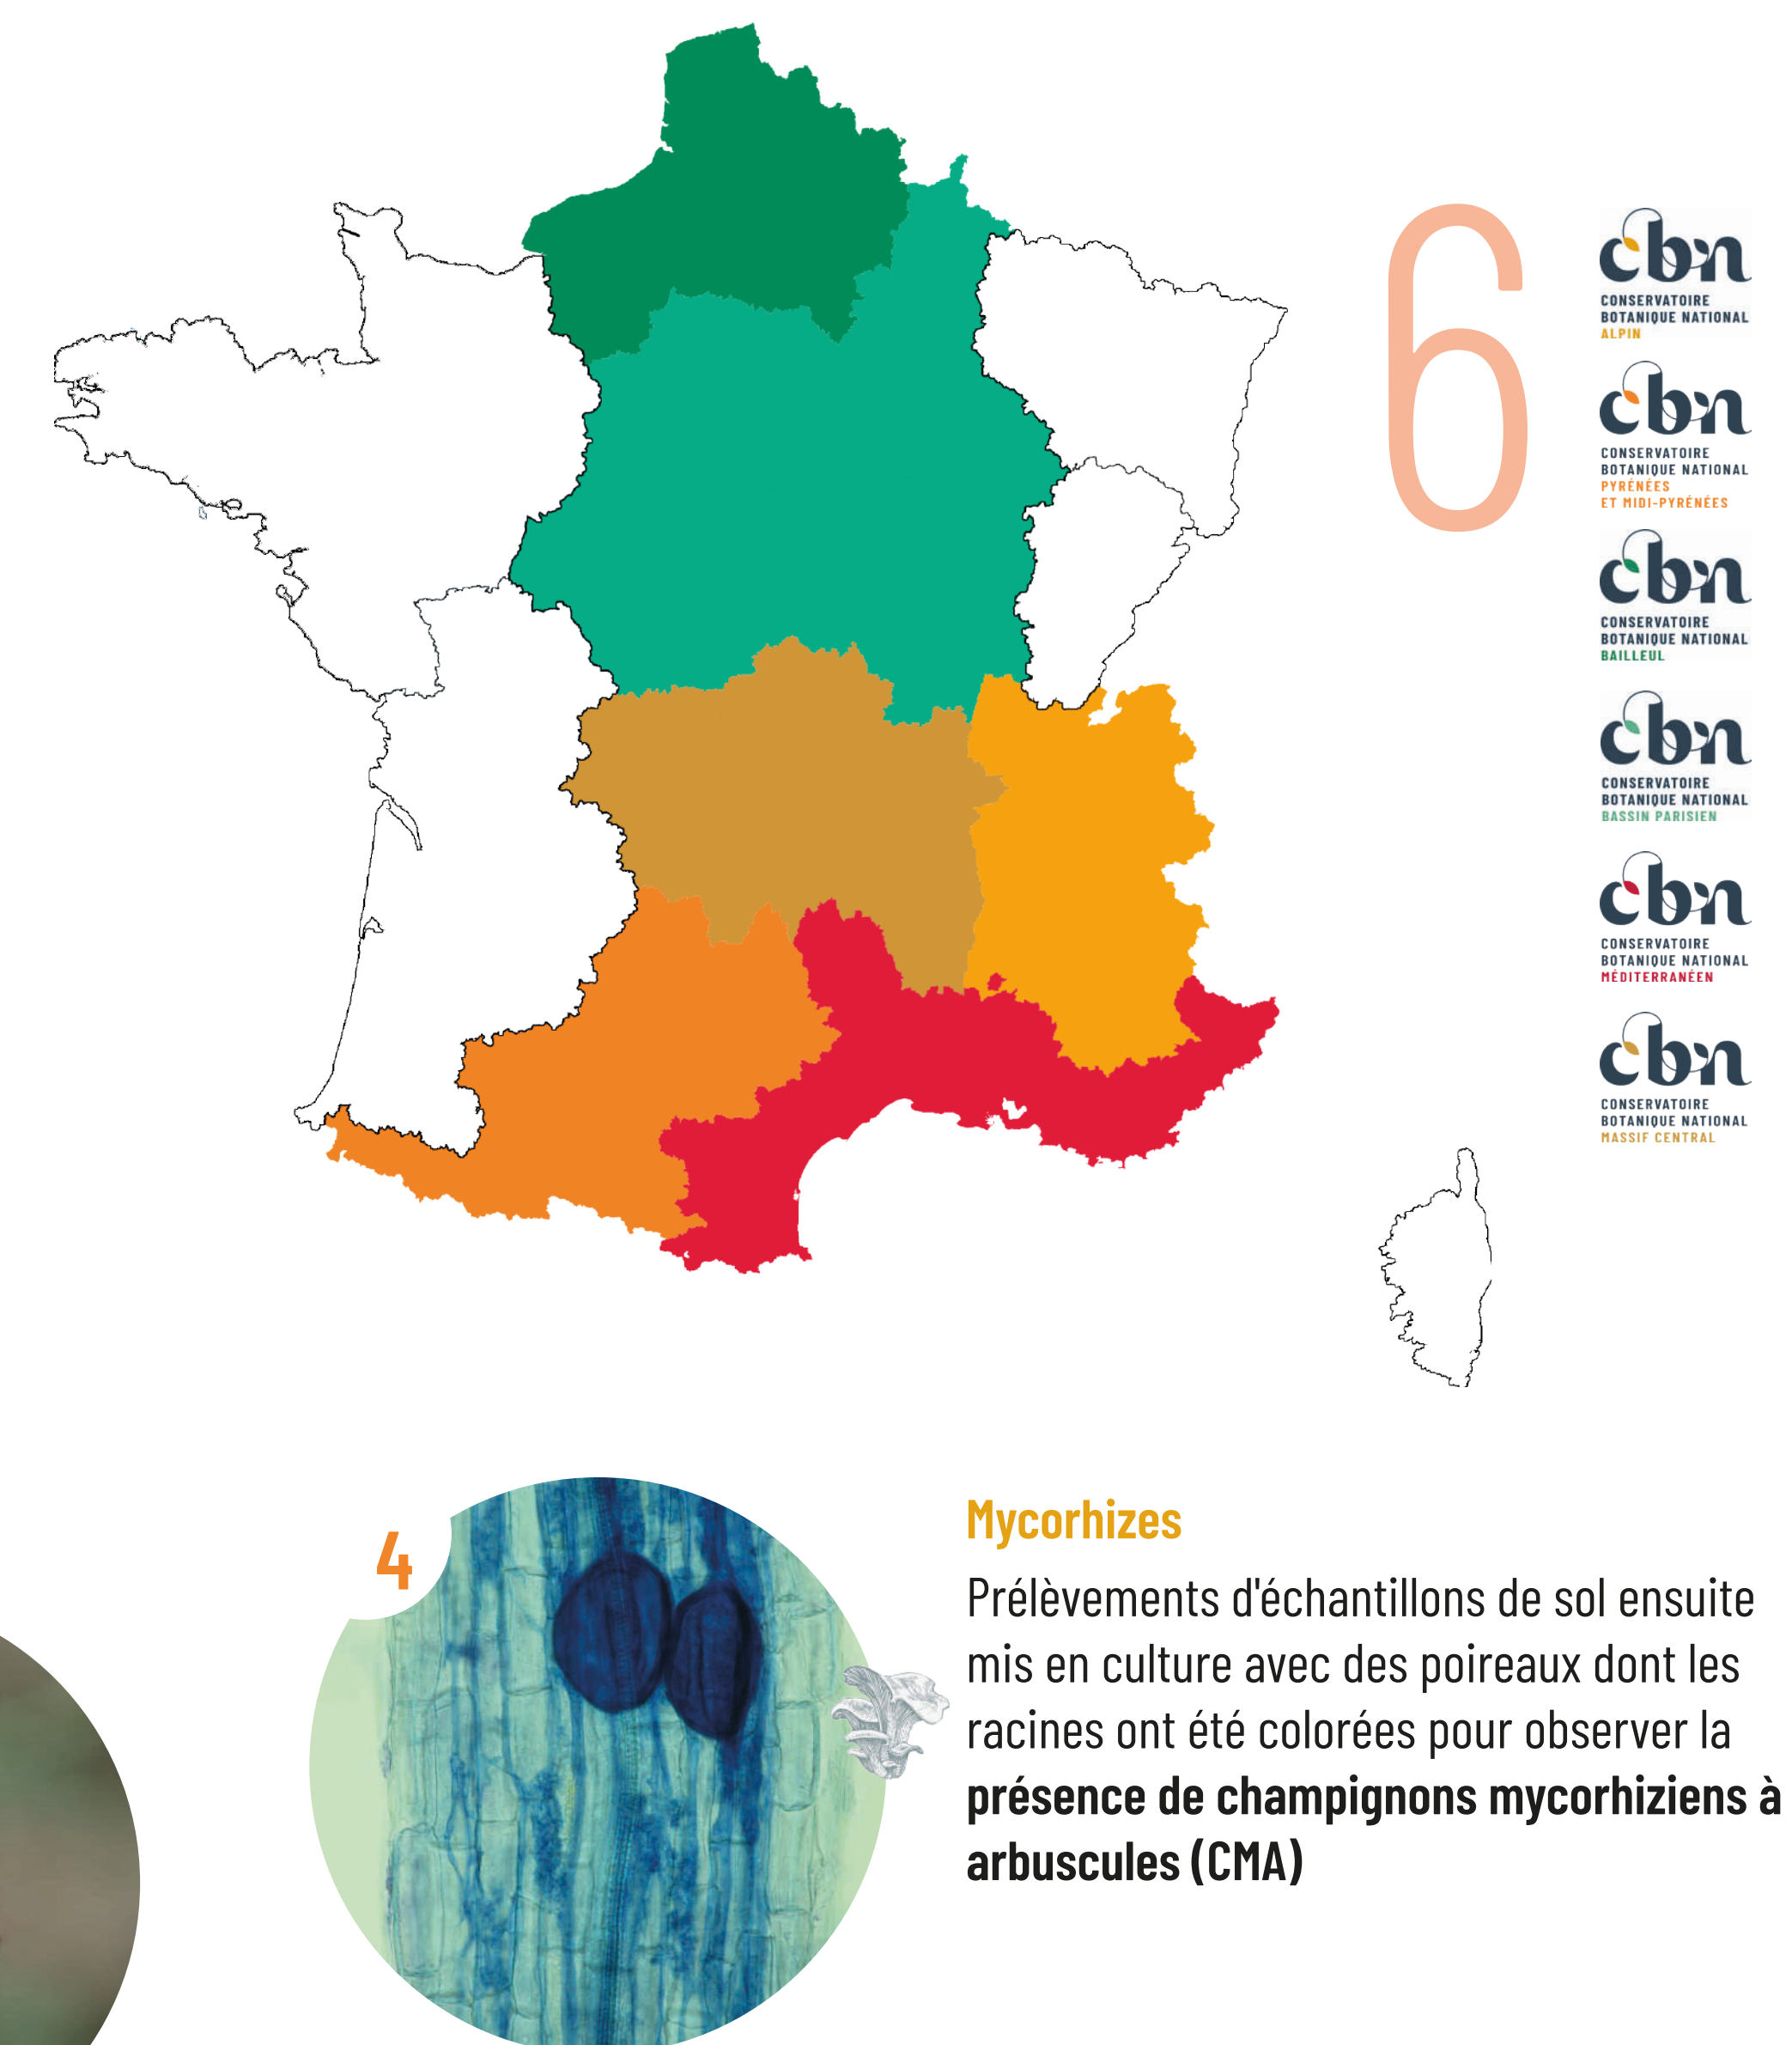 6
cbn
CONSERVATOIRE
BOTANIQUE NATIONAL
ALPIN
cbn
CONSERVATOIRE
BOTANIQUE NATIONAL
PYRÉNÉES
ET MIDI-PYRÉNÉES
cbn
CONSERVATOIRE
BOTANIQUE NATIONAL
BAILLEUL
cbn
CONSERVATOIRE
BOTANIQUE NATIONAL
BASSIN PARISIEN
cbn
CONSERVATOIRE
BOTANIQUE NATIONAL
MÉDITERRANÉEN
cbn
CONSERVATOIRE
BOTANIQUE NATIONAL
MASSIF CENTRAL
4
Mycorhizes
Prélèvements d'échantillons de sol ensuite
mis en culture avec des poireaux dont les
racines ont été colorées pour observer la
présence de champignons mycorhiziens à
arbuscules (CMA)